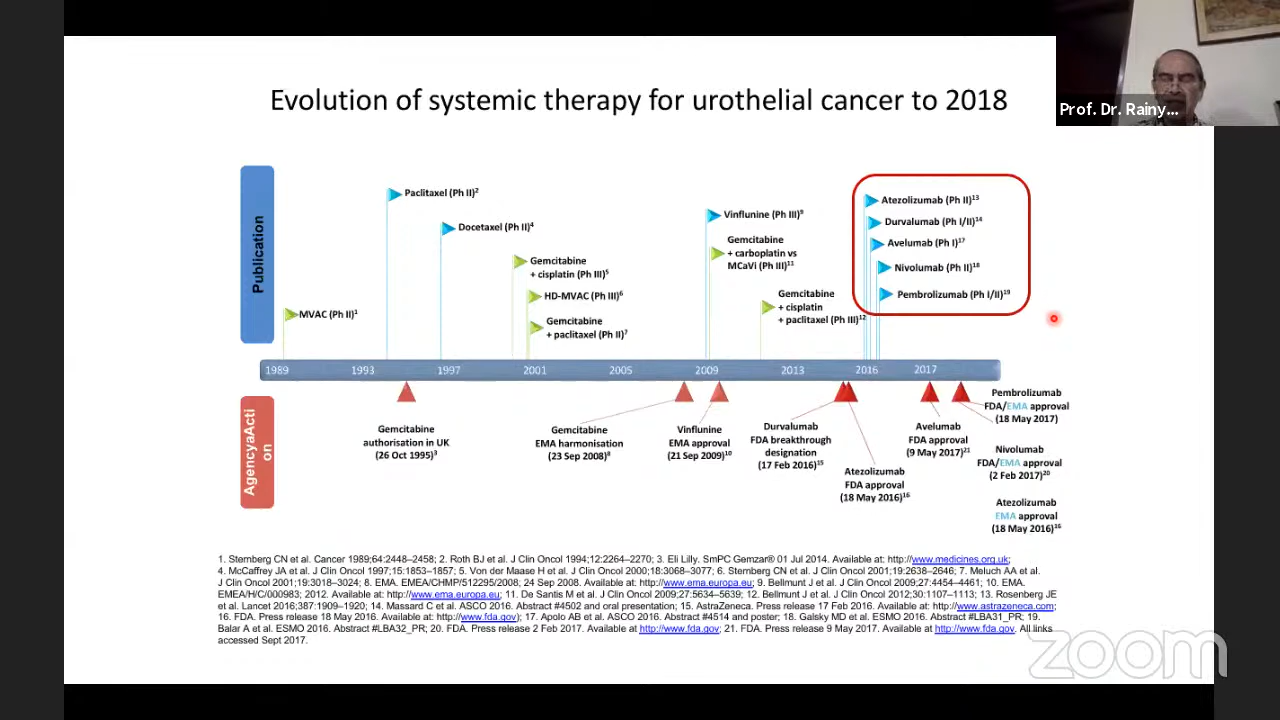 Evolution of systemic therapy for urothelial cancer to 2018
Prof. Dr. Rainy...
Publication
Paclitaxel (Ph II)2
Docetaxel (Ph II)4
Gemcitabine
+ cisplatin (Ph III)5
HD-MVAC (Ph III)6
Gemcitabine
+ paclitaxel (Ph II)7
MVAC (Ph II)1
Vinflunine (Ph III)9
Gemcitabine
+ carboplatin vs
MCaVi (Ph III)11
Gemcitabine
+ cisplatin
+ paclitaxel (Ph III)12
Atezolizumab (Ph II)13
Durvalumab (Ph I/II)14
Avelumab (Ph I)17
Nivolumab (Ph II)18
Pembrolizumab (Ph I/II)19
1989 1993 1997 2001 2005 2009 2013 2016 2017
AgencyaActi
on
Gemcitabine
authorisation in UK
(26 Oct 1995)3
Gemcitabine
EMA harmonisation
(23 Sep 2008)8
Vinflunine
EMA approval
(21 Sep 2009)10
Durvalumab
FDA breakthrough
designation
(17 Feb 2016)15
Atezolizumab
FDA approval
(18 May 2016)16
Avelumab
FDA approval
(9 May 2017)21
Pembrolizumab
FDA/EMA approval
(18 May 2017)
Nivolumab
FDA/EMA approval
(2 Feb 2017)20
Atezolizumab
EMA approval
(18 May 2016)16
1. Sternberg CN et al. Cancer 1989;64:2448–2458; 2. Roth BJ et al. J Clin Oncol 1994;12:2264–2270; 3. Eli Lilly. SmPC Gemzar® 01 Jul 2014. Available at: http://www.medicines.org.uk;
4. McCaffrey JA et al. J Clin Oncol 1997;15:1853–1857; 5. Von der Maase H et al. J Clin Oncol 2000;18:3068–3077; 6. Sternberg CN et al. J Clin Oncol 2001;19:2638–2646; 7. Meluch AA et al.
J Clin Oncol 2001;19:3018–3024; 8. EMA. EMEA/CHMP/512295/2008; 24 Sep 2008. Available at: http://www.ema.europa.eu; 9. Bellmunt J et al. J Clin Oncol 2009;27:4454–4461; 10. EMA.
EMEA/H/C/000983; 2012. Available at: http://www.ema.europa.eu; 11. De Santis M et al. J Clin Oncol 2009;27:5634–5639; 12. Bellmunt J et al. J Clin Oncol 2012;30:1107–1113; 13. Rosenberg JE
et al. Lancet 2016;387:1909–1920; 14. Massard C et al. ASCO 2016. Abstract #4502 and oral presentation; 15. AstraZeneca. Press release 17 Feb 2016. Available at: http://www.astrazeneca.com;
16. FDA. Press release 18 May 2016. Available at: http://www.fda.gov); 17. Apolo AB et al. ASCO 2016. Abstract #4514 and poster; 18. Galsky MD et al. ESMO 2016. Abstract #LBA31_PR; 19.
Balar A et al. ESMO 2016. Abstract #LBA32_PR; 20. FDA. Press release 2 Feb 2017. Available at http://www.fda.gov, 21. FDA. Press release 9 May 2017. Available at http://www.fda.gov. All links
accessed Sept 2017.
zoom